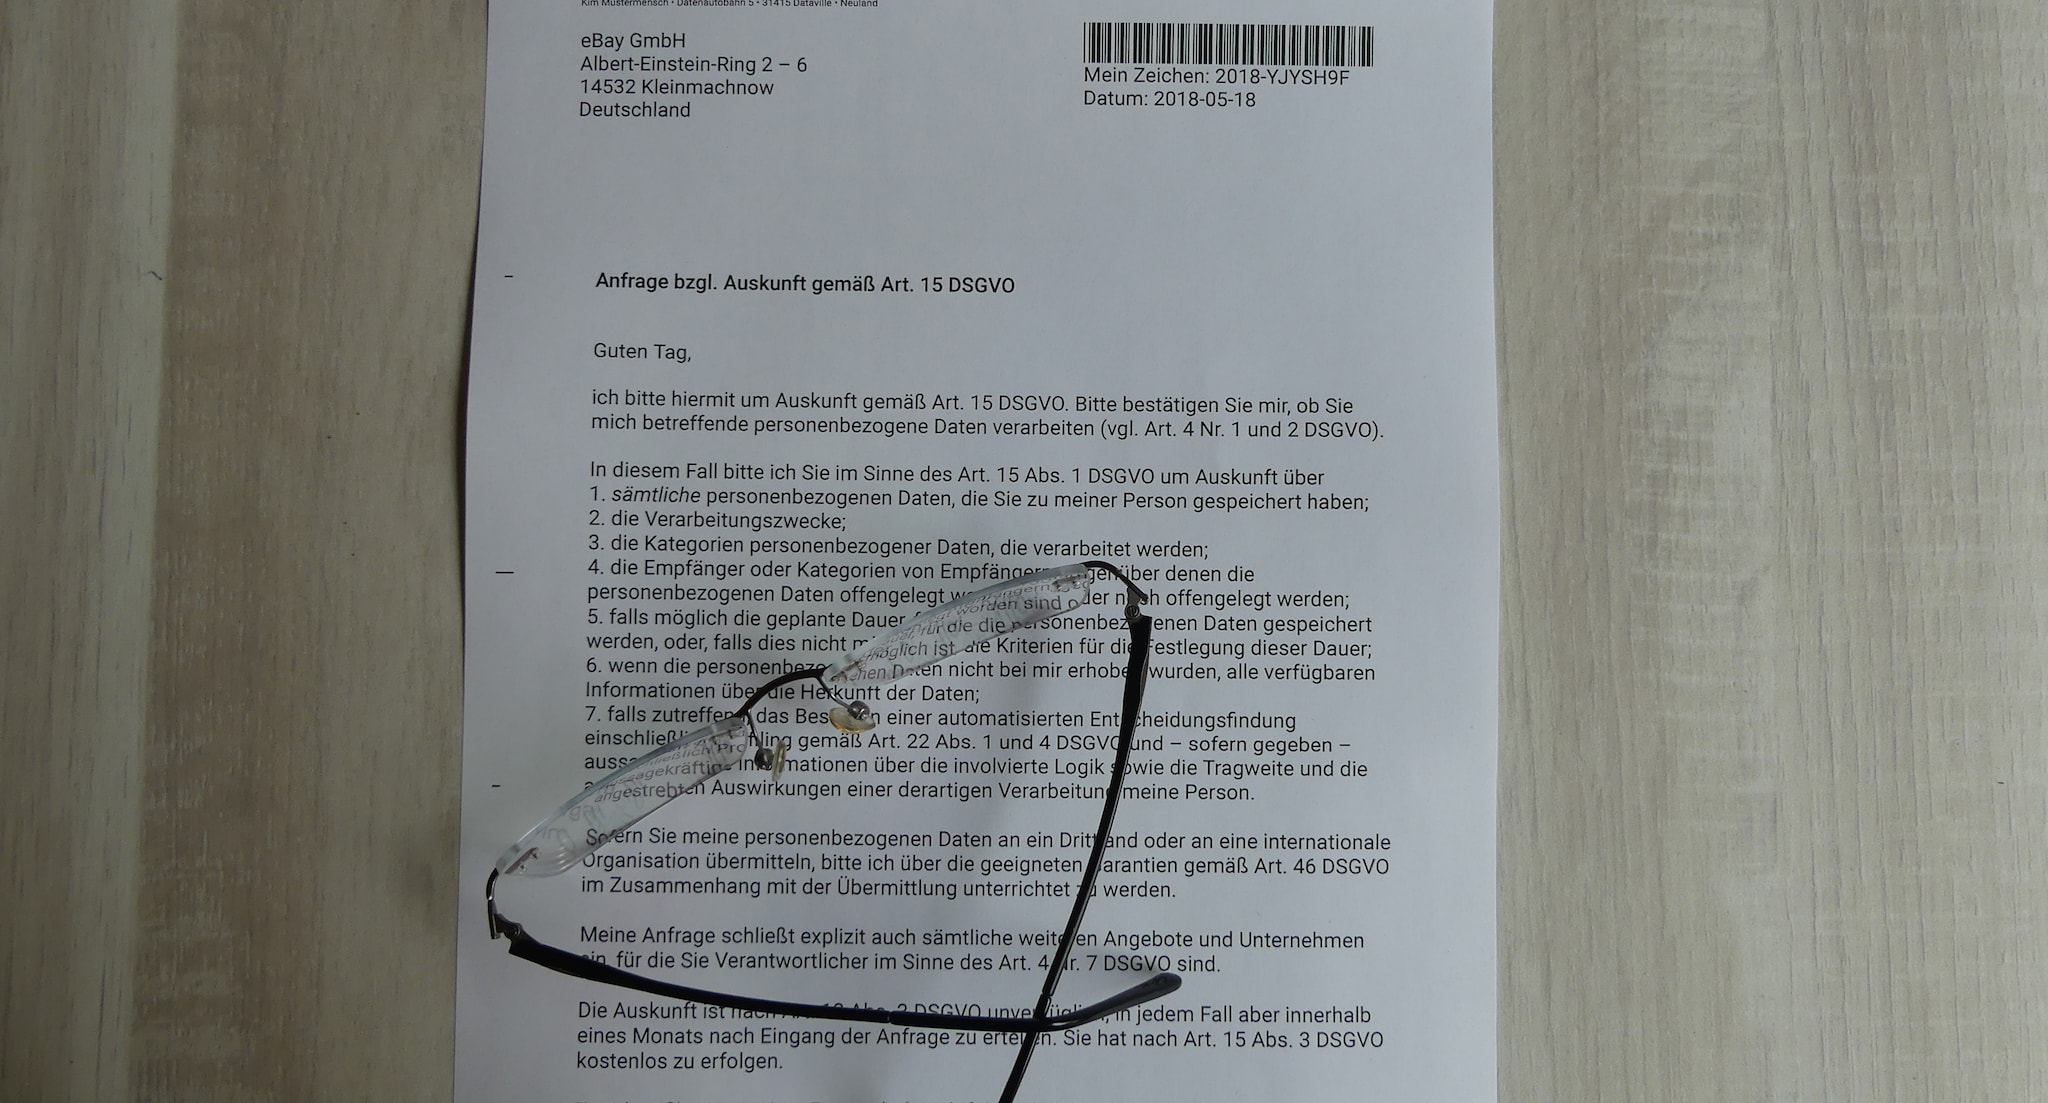 Kim Mustermensch • Datenautobahn 5 • 31415 Dataville • Neuland
eBay GmbH
Albert-Einstein-Ring 2 – 6
14532 Kleinmachnow
Deutschland
Mein Zeichen: 2018-YJYSH9F
Datum: 2018-05-18
Anfrage bzgl. Auskunft gemäß Art. 15 DSGVO
Guten Tag,
ich bitte hiermit um Auskunft gemäß Art. 15 DSGVO. Bitte bestätigen Sie mir, ob Sie
mich betreffende personenbezogene Daten verarbeiten (vgl. Art. 4 Nr. 1 und 2 DSGVO).
In diesem Fall bitte ich Sie im Sinne des Art. 15 Abs. 1 DSGVO um Auskunft über
1. sämtliche personenbezogenen Daten, die Sie zu meiner Person gespeichert haben;
2. die Verarbeitungszwecke;
3. die Kategorien personenbezogener Daten, die verarbeitet werden;
4. die Empfänger oder Kategorien von Empfängern, gegenüber denen die
personenbezogenen Daten offengelegt worden sind oder noch offengelegt werden;
5. falls möglich die geplante Dauer, für die die personenbezogenen Daten gespeichert
werden, oder, falls dies nicht möglich ist, die Kriterien für die Festlegung dieser Dauer;
6. wenn die personenbezogenen Daten nicht bei mir erhoben wurden, alle verfügbaren
Informationen über die Herkunft der Daten;
7. falls zutreffend das Bestehen einer automatisierten Entscheidungsfindung
einschließlich Profiling gemäß Art. 22 Abs. 1 und 4 DSGVO und – sofern gegeben –
aussagekräftige Informationen über die involvierte Logik sowie die Tragweite und die
angestrebten Auswirkungen einer derartigen Verarbeitung meine Person.
Sofern Sie meine personenbezogenen Daten an ein Drittland oder an eine internationale
Organisation übermitteln, bitte ich über die geeigneten Garantien gemäß Art. 46 DSGVO
im Zusammenhang mit der Übermittlung unterrichtet zu werden.
Meine Anfrage schließt explizit auch sämtliche weiteren Angebote und Unternehmen
ein, für die Sie Verantwortlicher im Sinne des Art. 4 Nr. 7 DSGVO sind.
Die Auskunft ist nach Art. 12 Abs. 3 DSGVO unverzüglich, in jedem Fall aber innerhalb
eines Monats nach Eingang der Anfrage zu erteilen. Sie hat nach Art. 15 Abs. 3 DSGVO
kostenlos zu erfolgen.